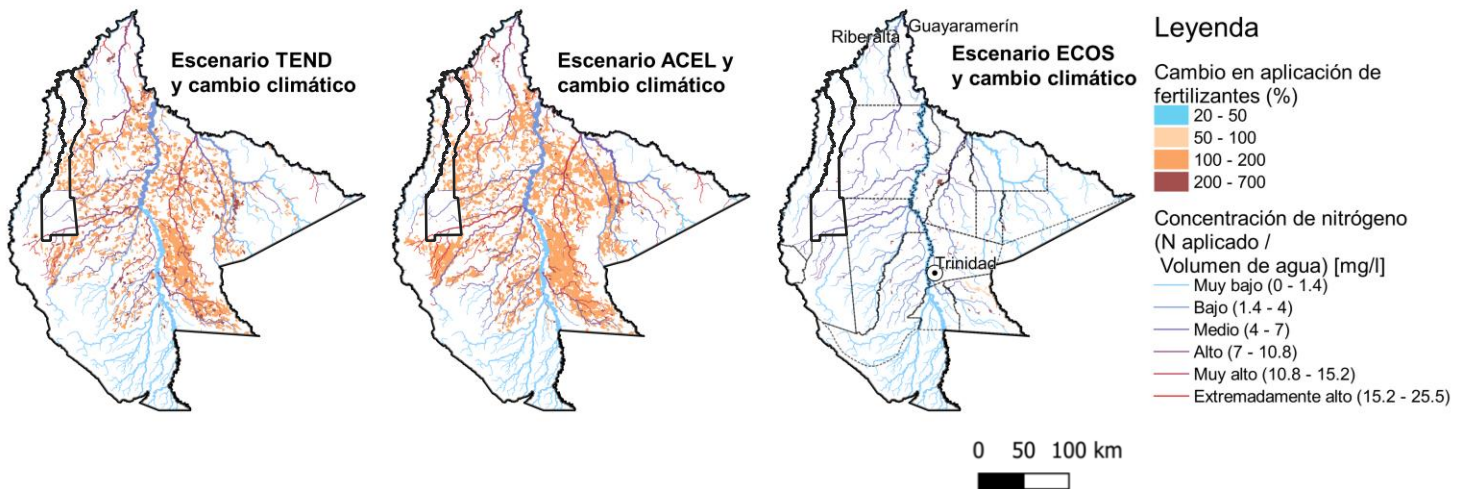 Escenario TEND
y cambio climático
Escenario ACEL y
cambio climático
Riberalta
Guayaramerín
Escenario ECOS
y cambio climático
Trinidad
Leyenda
Cambio en aplicación de
fertilizantes (%)
20 - 50
50 - 100
100 - 200
200 - 700
Concentración de nitrógeno
(N aplicado /
Volumen de agua) [mg/l]
Muy bajo (0 - 1.4)
Bajo (1.4 - 4)
Medio (4 - 7)
Alto (7 - 10.8)
Muy alto (10.8 - 15.2)
Extremadamente alto (15.2 - 25.5)
0 50 100 km